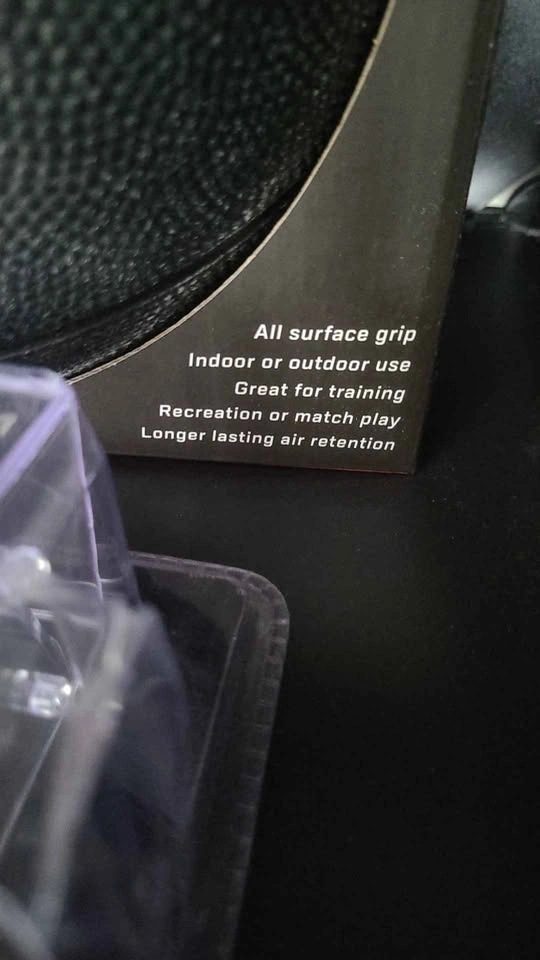 All surface grip
Indoor or outdoor use
Great for training
Recreation or match play
Longer lasting air retention